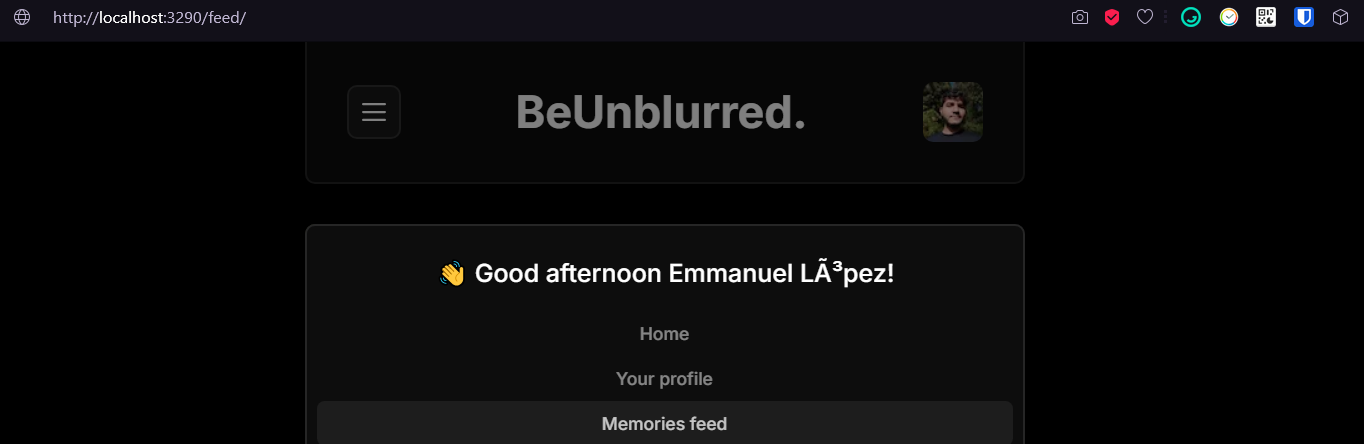 http://localhost:3290/feed/
BeUnblurred.
👋 Good afternoon Emmanuel LÃ³pez!
Home
Your profile
Memories feed